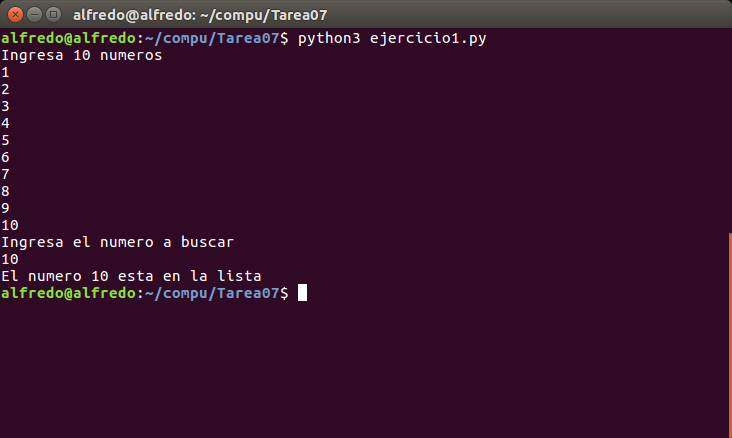 alfredo@alfredo: ~/compu/Tarea07
alfredo@alfredo:~/compu/Tarea07$ python3 ejercicio1.py
Ingresa 10 numeros
1
2
3
4
5
6
7
8
9
10
Ingresa el numero a buscar
10
El numero 10 esta en la lista
alfredo@alfredo:~/compu/Tarea07$